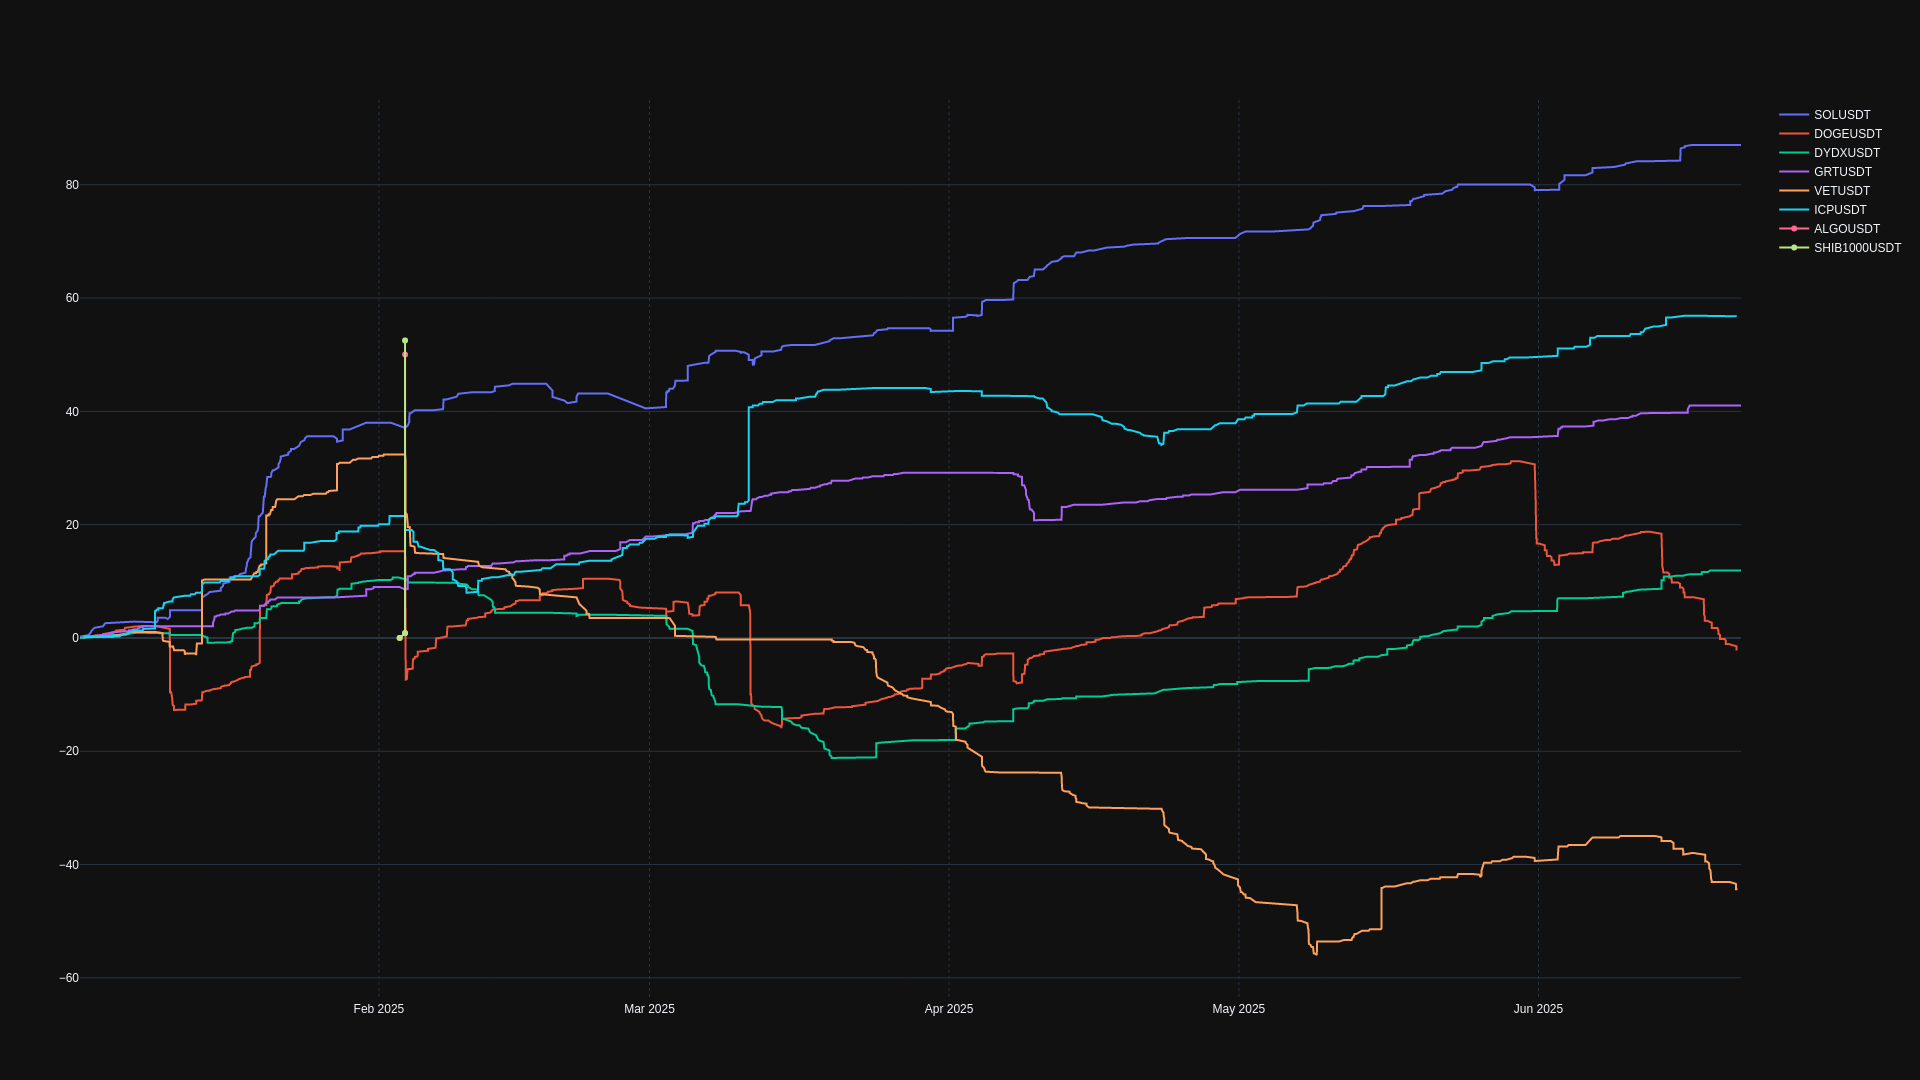 SOLUSDT
DOGEUSDT
DYDXUSDT
GRTUSDT
VETUSDT
ICPUSDT
ALGOUSDT
SHIB1000USDT
80
60
40
20
0
−20
−40
−60
Feb 2025
Mar 2025
Apr 2025
May 2025
Jun 2025